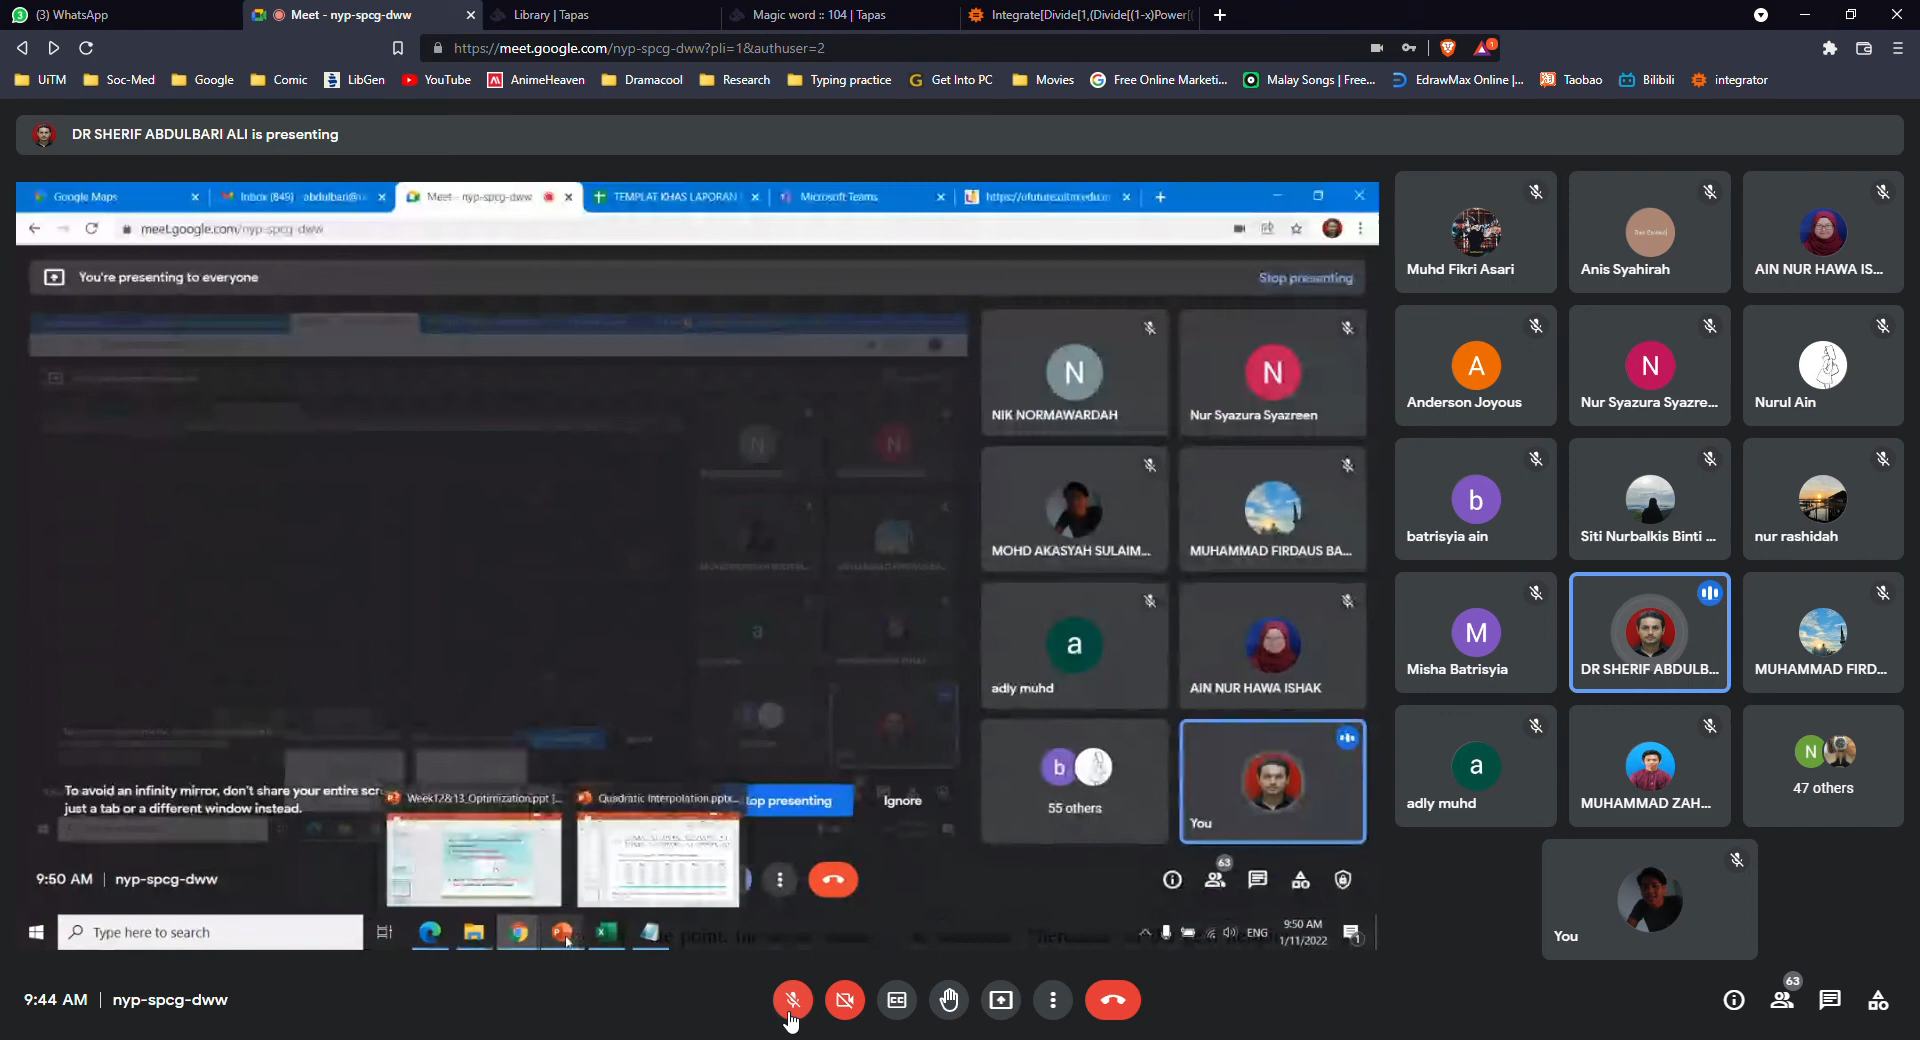 (3) WhatsApp
Meet - nyp-spcg-dww
Library | Tapas
Magic word :: 104 | Tapas
Integrate[Divide[1,(Divide[(1-x)Power[(
https://meet.google.com/nyp-spcg-dww?pli=1&authuser=2
1
UiTM
Soc-Med
Google
Comic
LibGen
YouTube
AnimeHeaven
Dramacool
Research
Typing practice
Get Into PC
Movies
Free Online Marketi...
Malay Songs | Free...
EdrawMax Online |...
Taobao
Bilibili
integrator
DR SHERIF ABDULBARI ALI is presenting
Google Maps
Inbox (849)
Meet - nyp-spcg-dww
TEMPLAT KHAS LAPORAN
Microsoft Teams
meet.google.com/nyp-spcg-dww
You're presenting to everyone
Stop presenting
N
NIK NORMAWARDAH
N
Nur Syazura Syazreen
MOHD AKASYAH SULAIM...
MUHAMMAD FIRDAUS BA...
a
adly muhd
AIN NUR HAWA ISHAK
b
55 others
You
To avoid an infinity mirror, don't share your entire scr
just a tab or a different window instead.
Week12&13_Optimization.ppt [...
Quadratic Interpolation.pptx...
top presenting
Ignore
9:50 AM | nyp-spcg-dww
63
Type here to search
ENG
9:50 AM
1/11/2022
1
Muhd Fikri Asari
Anis Syahirah
AIN NUR HAWA IS...
A
Anderson Joyous
N
Nur Syazura Syazre...
Nurul Ain
b
batrisyia ain
Siti Nurbalkis Binti ...
nur rashidah
M
Misha Batrisyia
DR SHERIF ABDULB...
MUHAMMAD FIRD...
a
adly muhd
MUHAMMAD ZAH...
N
47 others
You
9:44 AM | nyp-spcg-dww
63